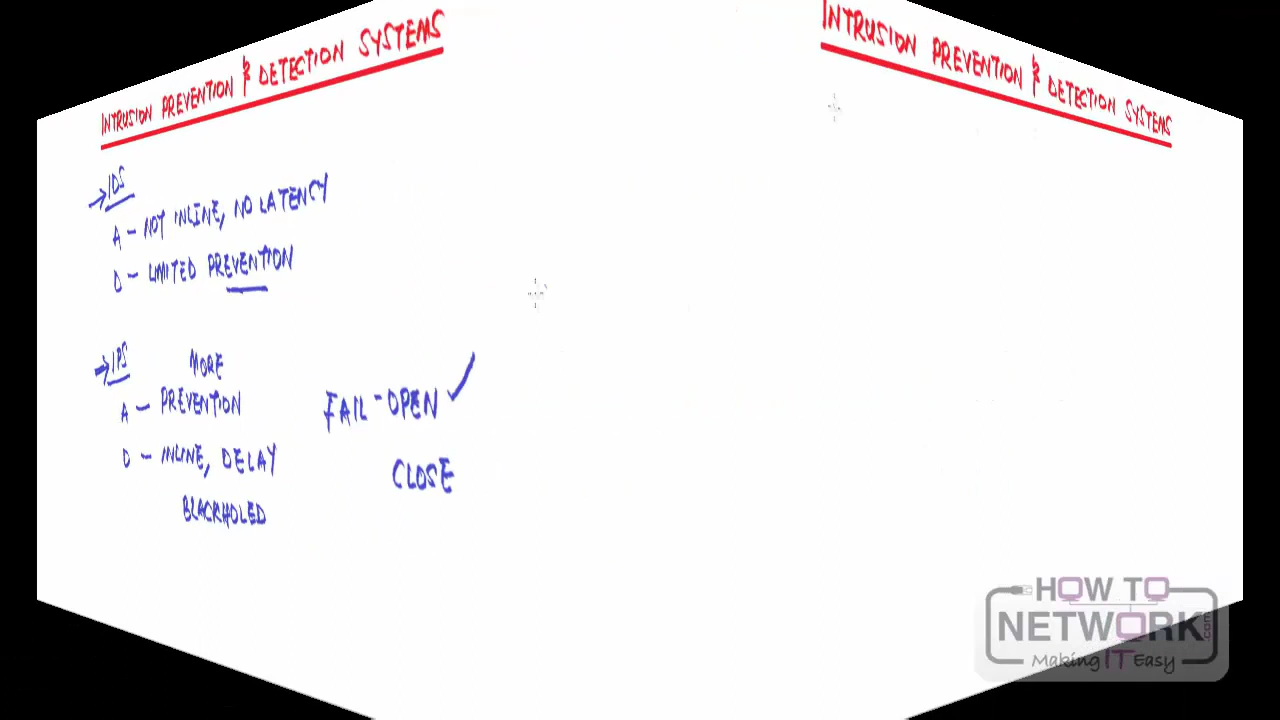 INTRUSION PREVENTION & DETECTION SYSTEMS
→ IDS
A - NOT INLINE, NO LATENCY
D - LIMITED PREVENTION
→ IPS
MORE
A - PREVENTION
D - INLINE, DELAY
BLACKHOLED
FAIL-OPEN ✓
CLOSE
INTRUSION PREVENTION & DETECTION SYSTEMS
HOW TO
NETWORK.com
Making IT Easy